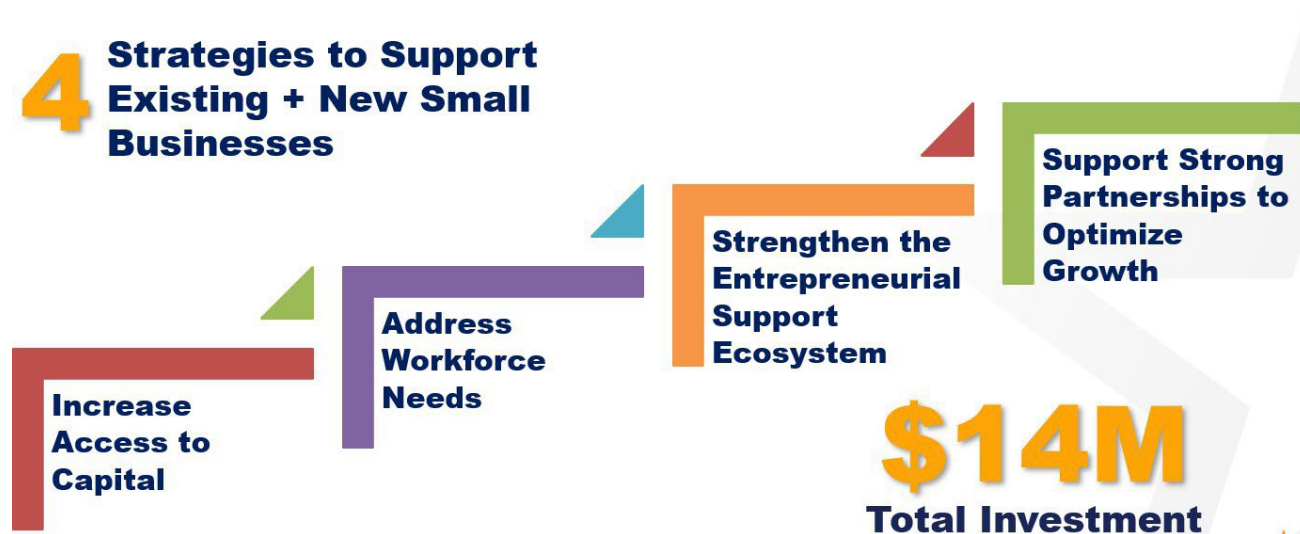 4
Strategies to Support
Existing + New Small
Businesses
Increase
Access to
Capital
Address
Workforce
Needs
Strengthen the
Entrepreneurial
Support
Ecosystem
Support Strong
Partnerships to
Optimize
Growth
$14M
Total Investment